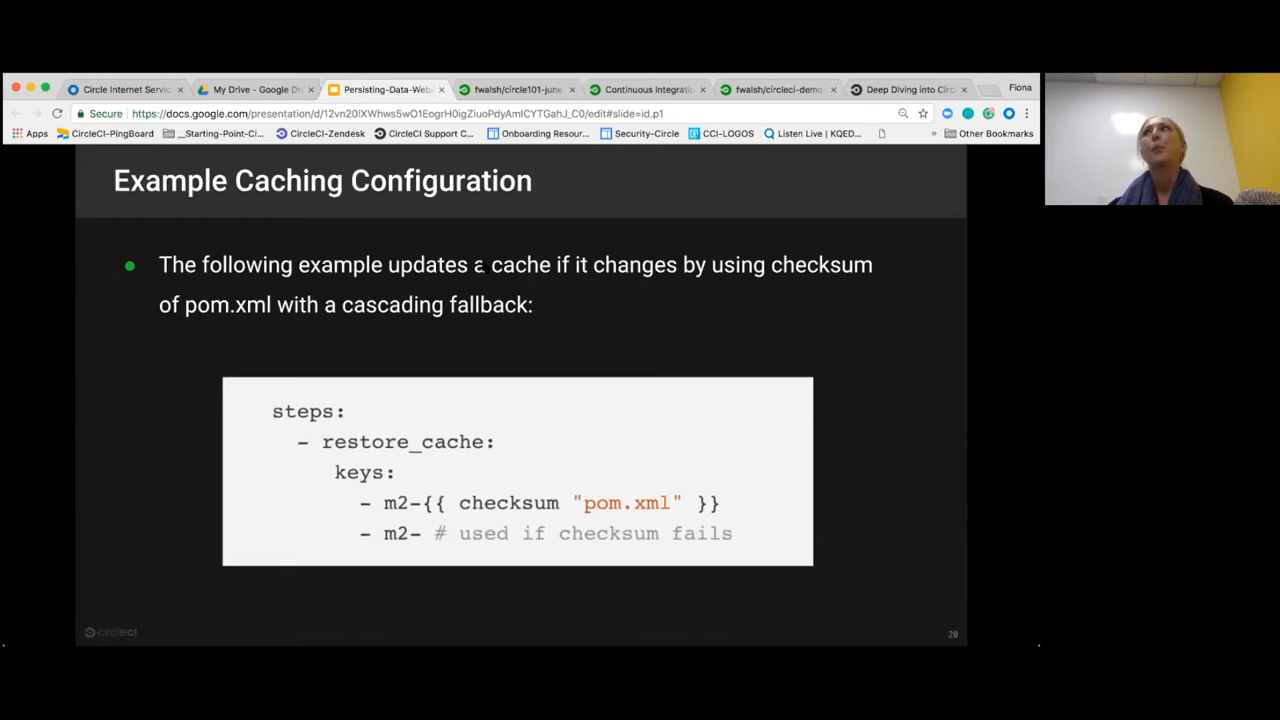 Circle Internet Servic
My Drive - Google Dri
Persisting-Data-Web
fwalsh/circle101-june
Continuous Integratio
fwalsh/circleci-demo-
Deep Diving into Circ
Fiona
Secure
https://docs.google.com/presentation/d/12vn20lXWhws5wO1EogrH0igZiuoPdyAmICYTGahJ_C0/edit#slide=id.p1
Apps
CircleCI-PingBoard
__Starting-Point-Ci...
CircleCI-Zendesk
CircleCI Support C...
Onboarding Resour...
Security-Circle
CCI-LOGOS
Listen Live | KQED...
»
Other Bookmarks
Example Caching Configuration
● The following example updates a cache if it changes by using checksum
of pom.xml with a cascading fallback:
steps:
- restore_cache:
keys:
- m2-{{ checksum "pom.xml" }}
- m2- # used if checksum fails
circleci
20